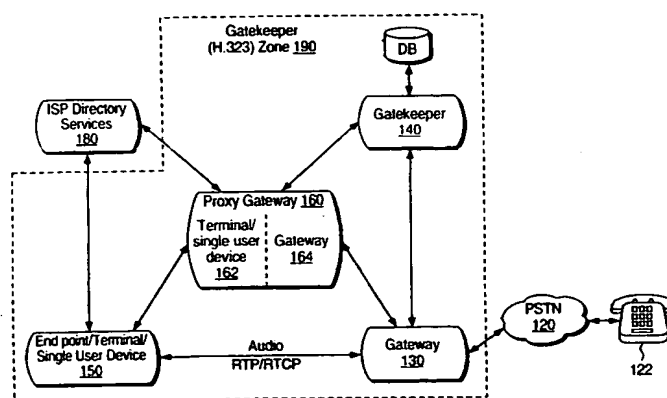 Gatekeeper
(H.323) Zone 190
DB
ISP Directory
Services
180
Gatekeeper
140
Proxy Gateway 160
Terminal/
single user
device
162
Gateway
164
End point/Terminal/
Single User Device
150
Audio
RTP/RTCP
Gateway
130
PSTN
120
122